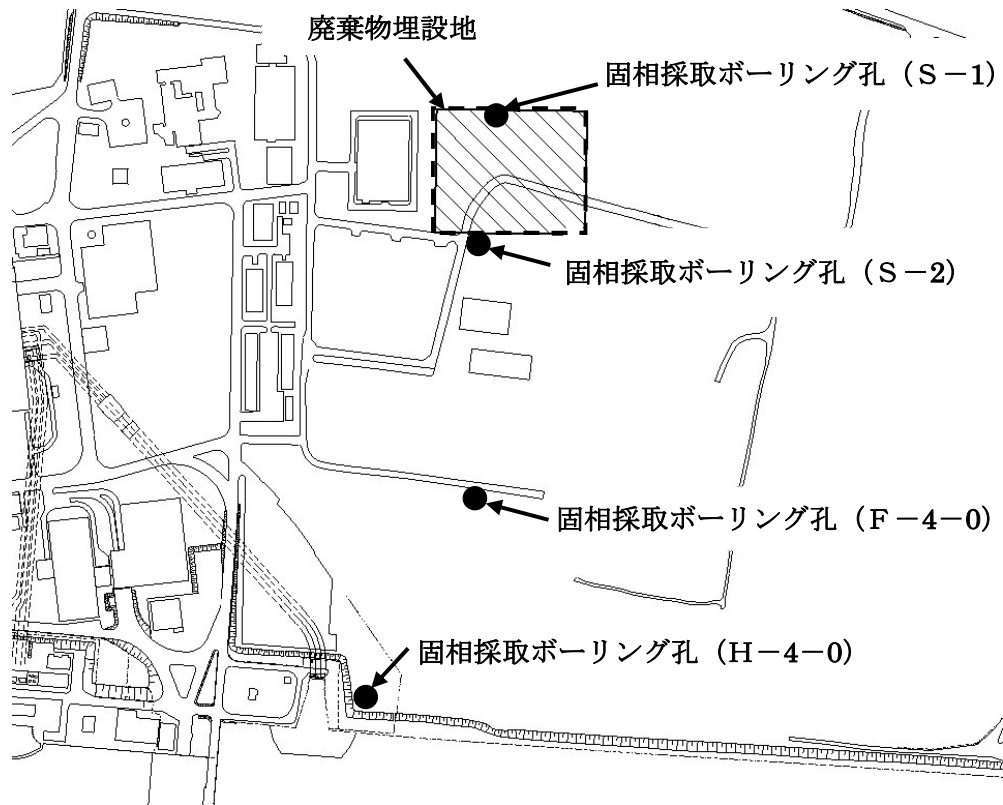 廃棄物埋設地
固相採取ボーリング孔（Ｓ－1）
固相採取ボーリング孔（Ｓ－2）
固相採取ボーリング孔（Ｆ－4－0）
固相採取ボーリング孔（Ｈ－4－0）